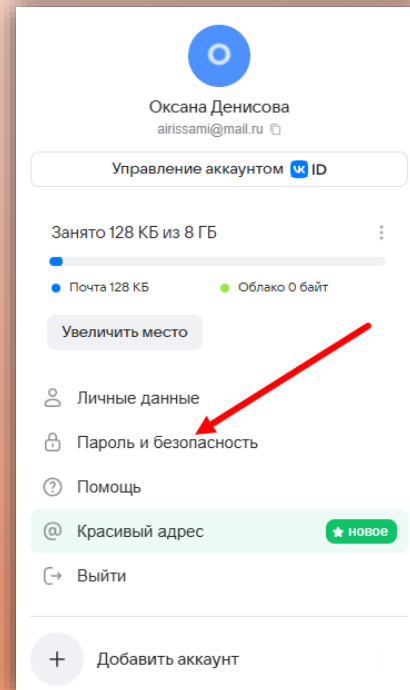 О
Оксана Денисова
airissami@mail.ru
Управление аккаунтом VK ID
Занято 128 КБ из 8 ГБ
Почта 128 КБ
Облако 0 байт
Увеличить место
Личные данные
Пароль и безопасность
Помощь
Красивый адрес
новое
Выйти
Добавить аккаунт